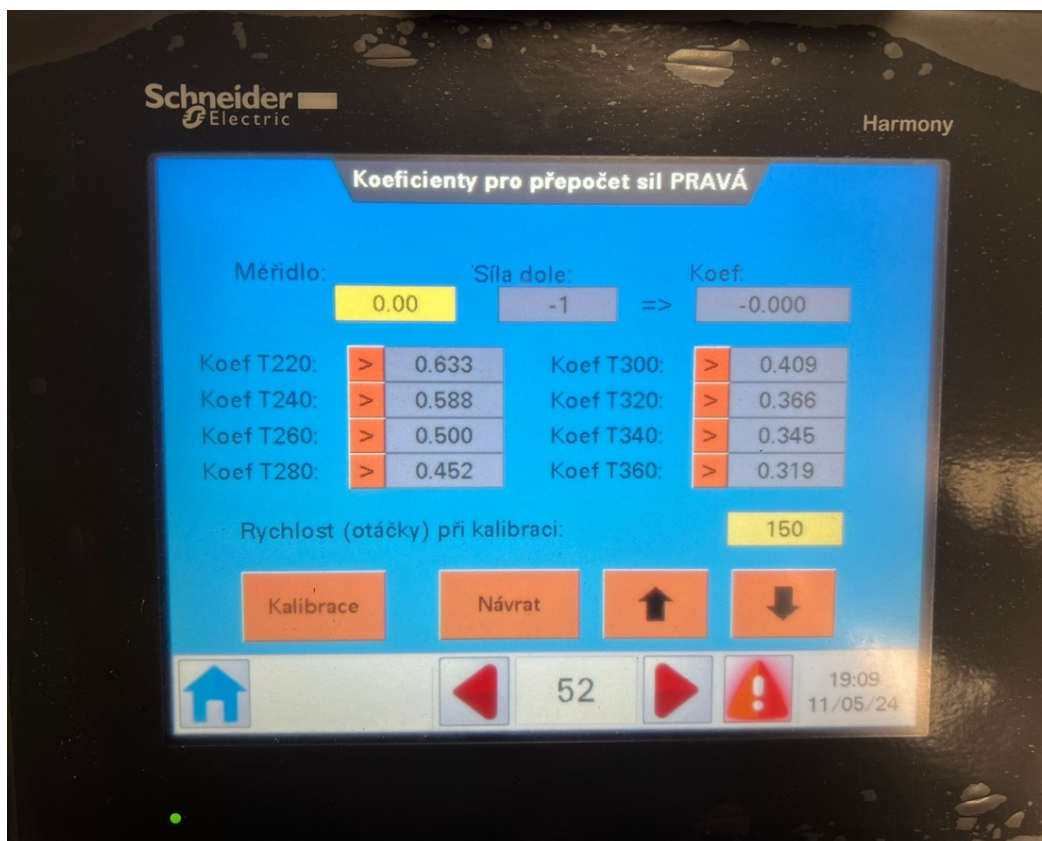 Schneider
Electric
Harmony
Koeficienty pro přepočet sil PRAVÁ
Měřidlo: Síla dole: Koef:
0.00 -1 => -0.000
Koef T220: > 0.633 Koef T300: > 0.409
Koef T240: > 0.588 Koef T320: > 0.366
Koef T260: > 0.500 Koef T340: > 0.345
Koef T280: > 0.452 Koef T360: > 0.319
Rychlost (otáčky) při kalibraci: 150
Kalibrace Návrat
52 19:09
11/05/24